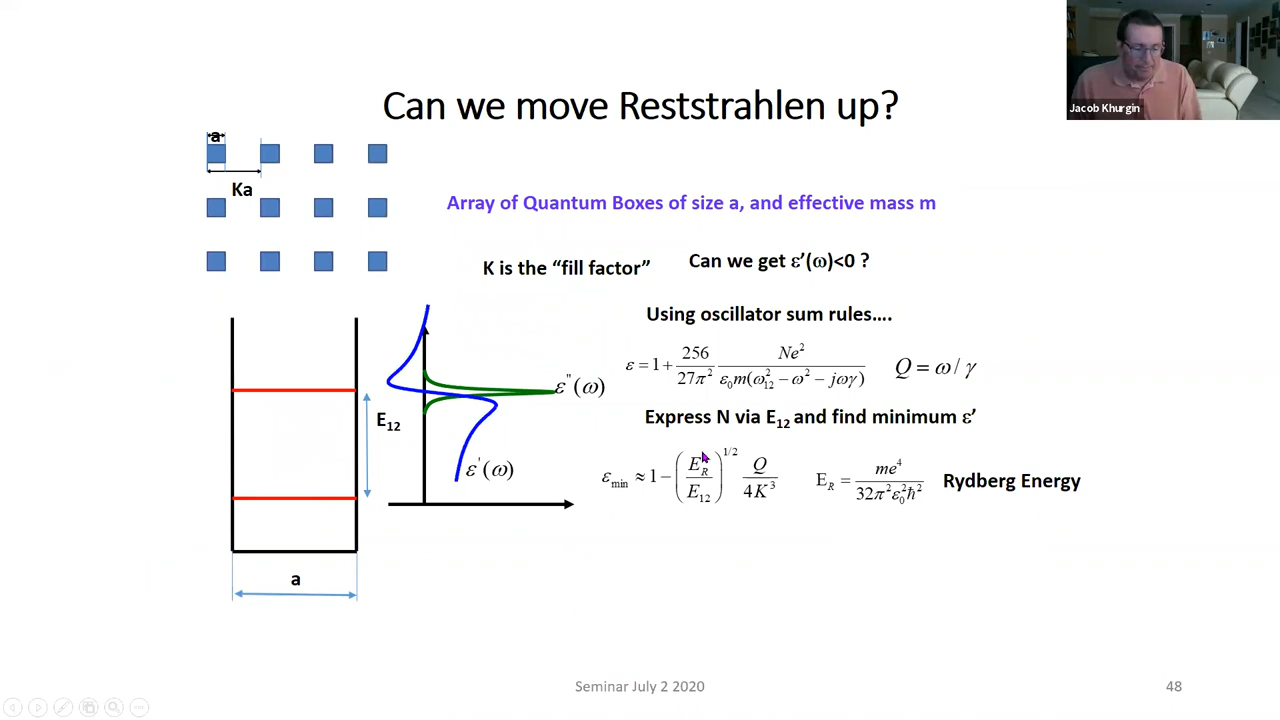 Jacob Khurgin
Can we move Reststrahlen up?
a
Ka
Array of Quantum Boxes of size a, and effective mass m
K is the “fill factor”
Can we get ε’(ω)<0 ?
Using oscillator sum rules….
ε = 1 + 256/27π² Ne²/ε₀m(ω₁₂² − ω² − jωγ)
Q = ω / γ
ε"(ω)
E₁₂
Express N via E₁₂ and find minimum ε’
ε'(ω)
ε_min ≈ 1 − (E_R/E₁₂)^1/2 Q/4K³
E_R = me⁴/32π²ε₀²ħ²
Rydberg Energy
a
Seminar July 2 2020
48